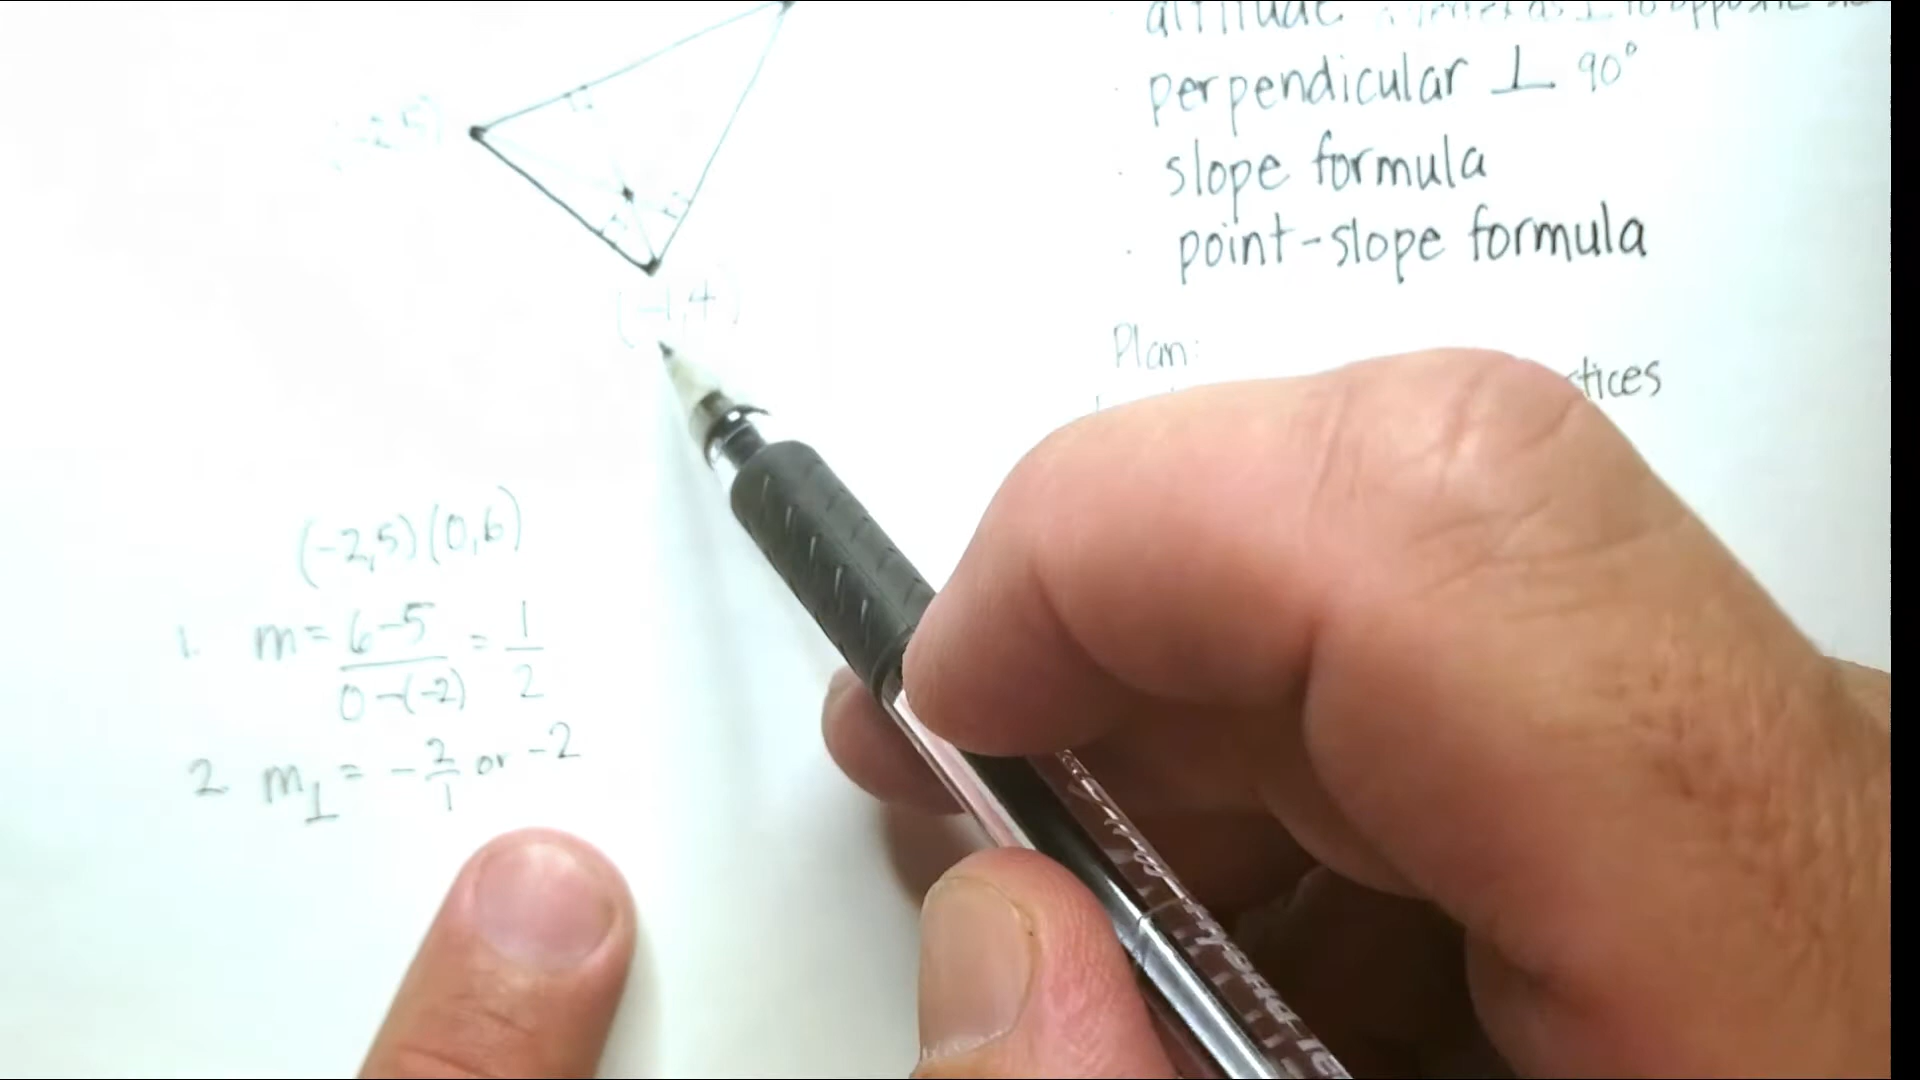 altitude
perpendicular ⊥ 90°
slope formula
point-slope formula
Plan:
(-2,5)
(-1,4)
(-2,5) (0,6)
1. m = 6-5 / 0-(-2) = 1/2
2 m⊥ = -2/1 or -2